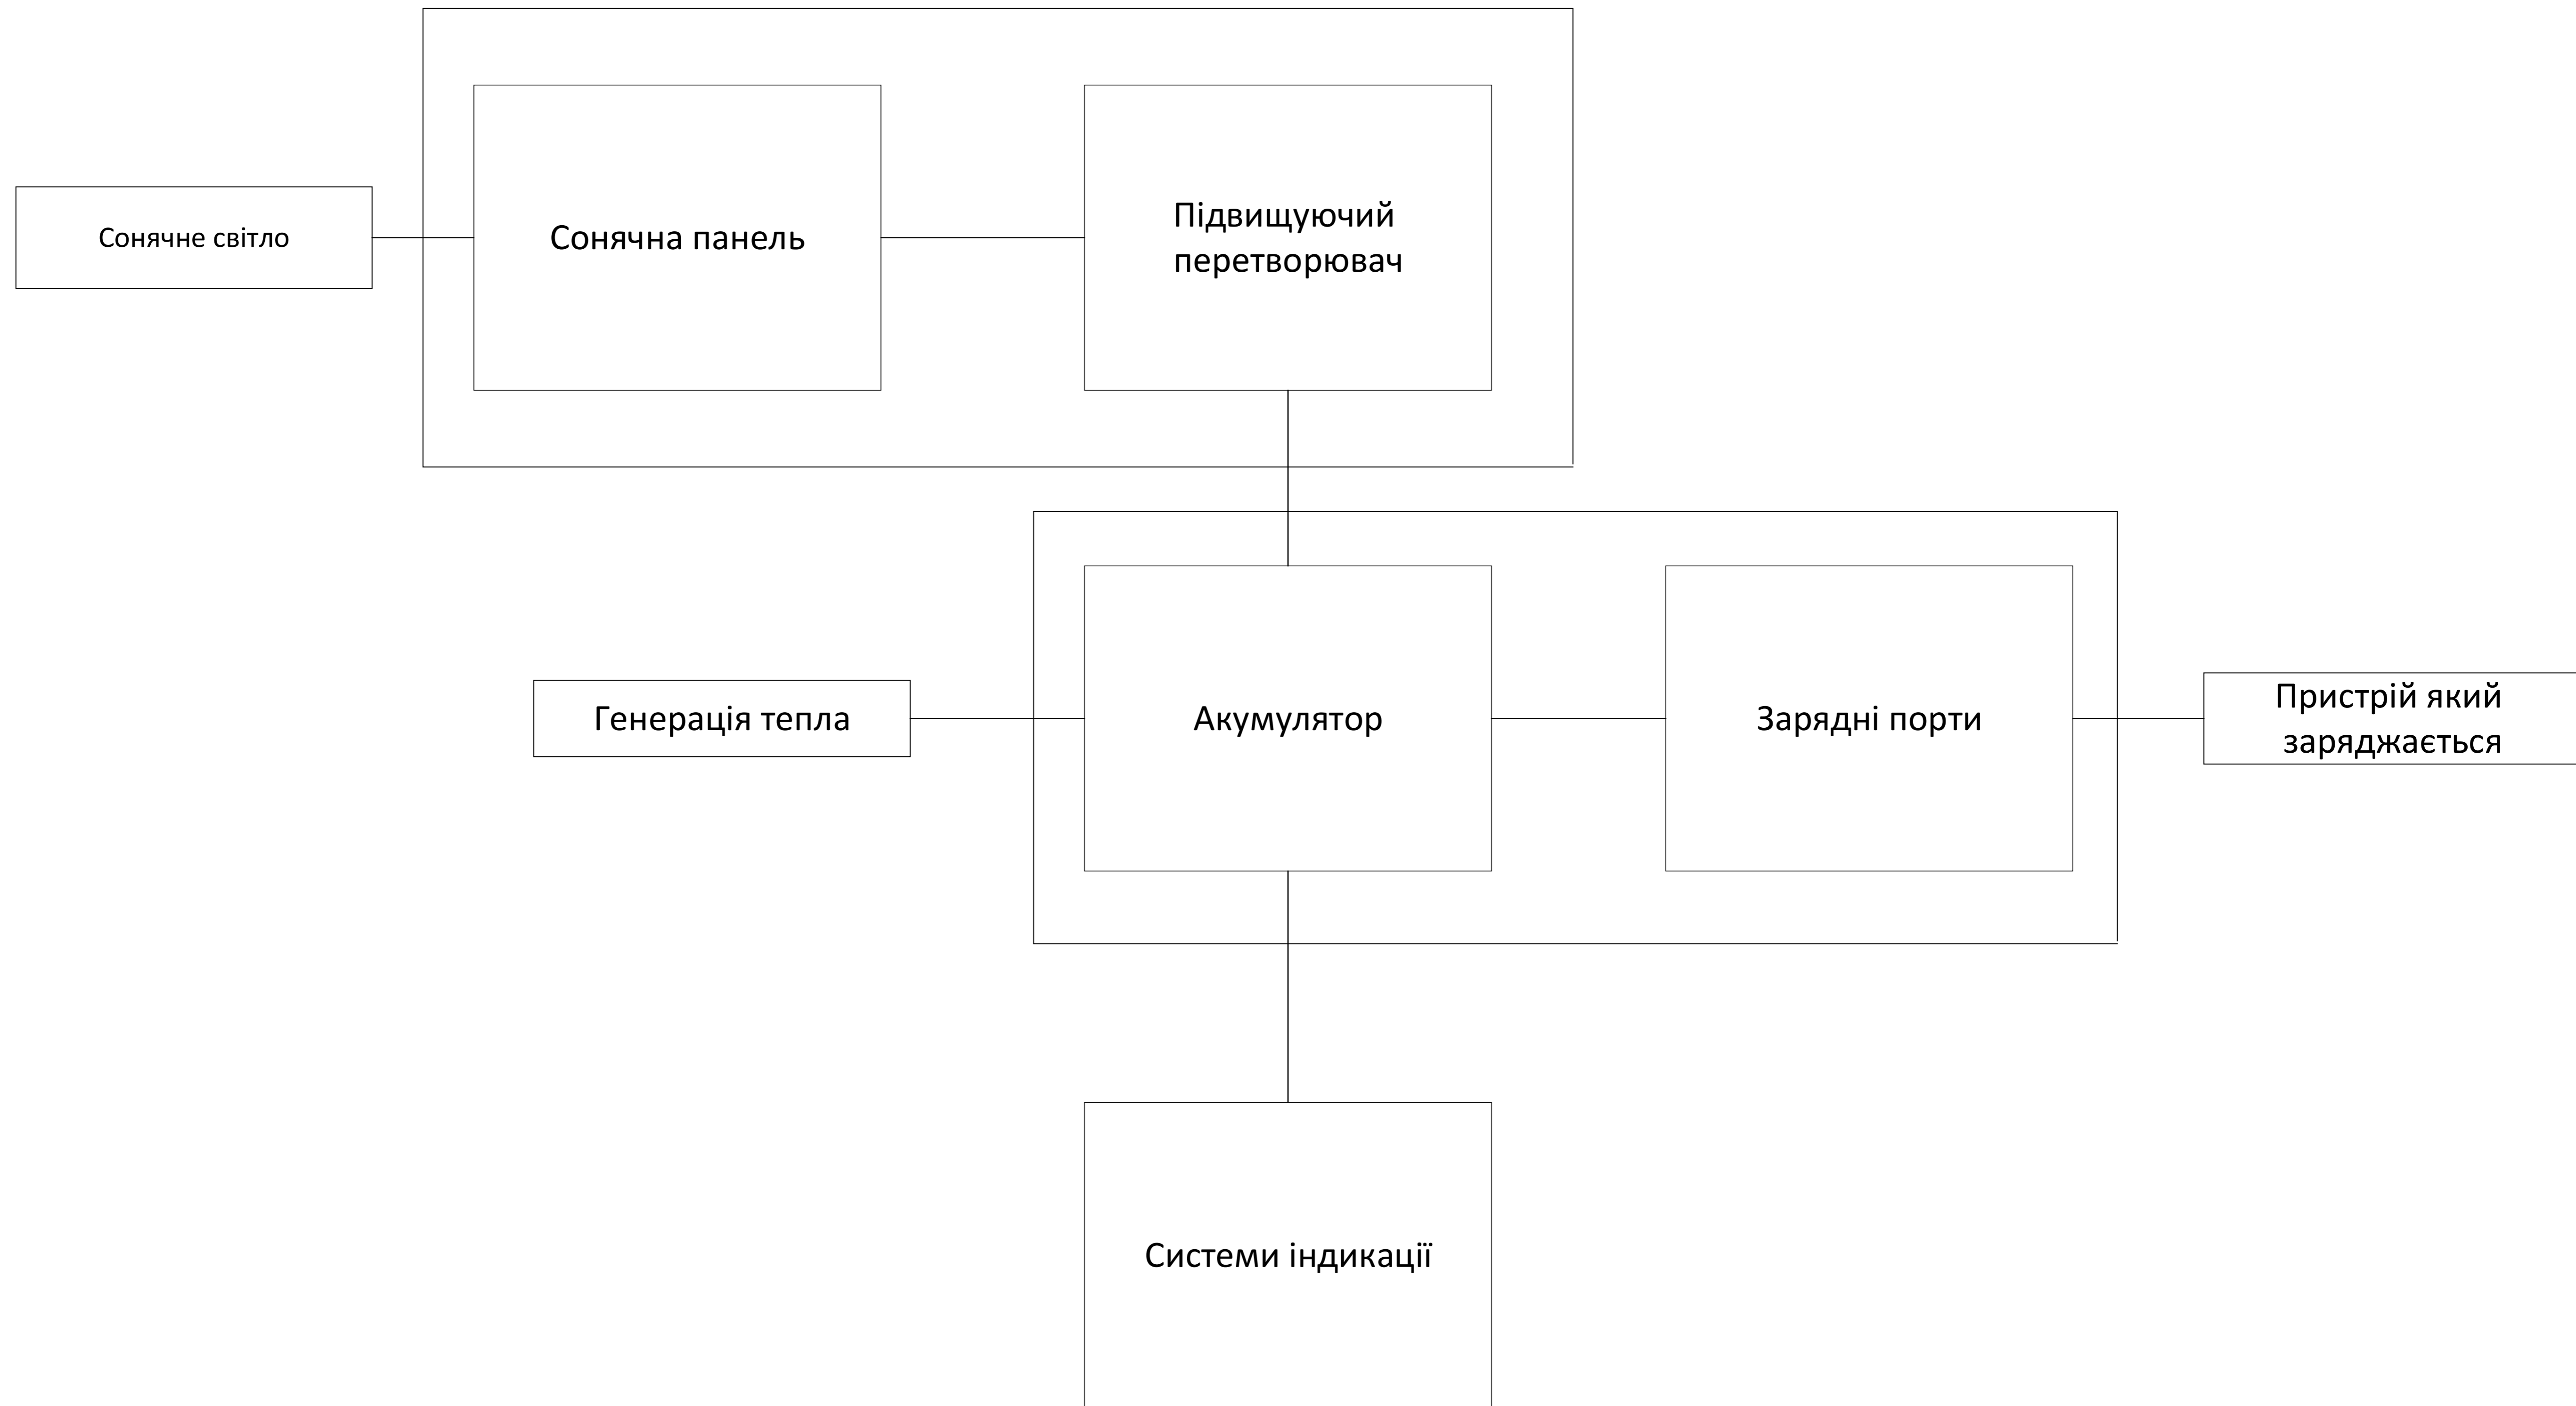 Сонячне світло
Сонячна панель
Підвищуючий
перетворювач
Генерація тепла
Акумулятор
Зарядні порти
Пристрій який
заряджається
Системи індикації